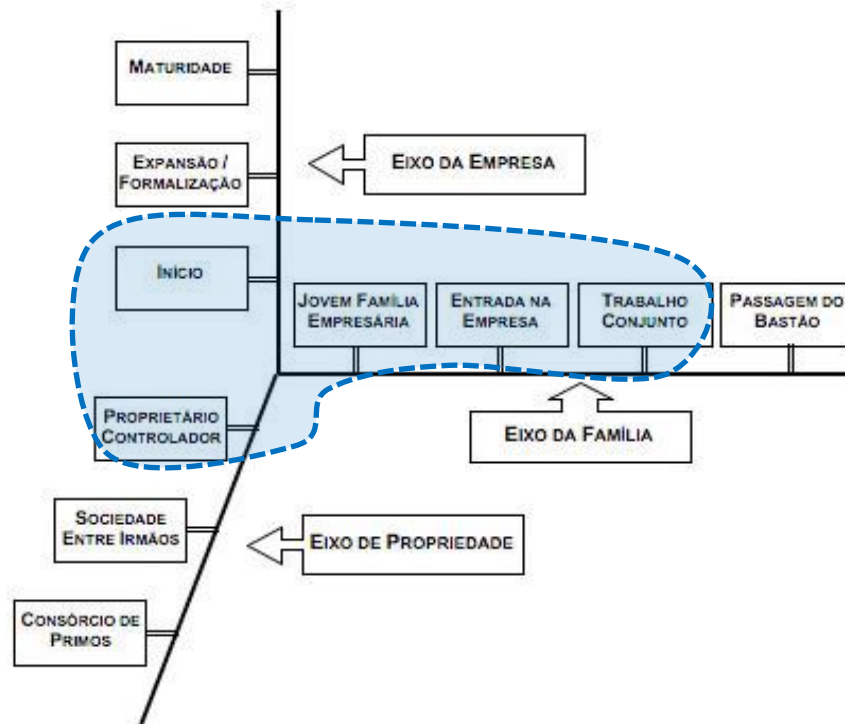 MATURIDADE
EXPANSÃO /
FORMALIZAÇÃO
EIXO DA EMPRESA
INÍCIO
JOVEM FAMÍLIA
EMPRESÁRIA
ENTRADA NA
EMPRESA
TRABALHO
CONJUNTO
PASSAGEM DO
BASTÃO
PROPRIETÁRIO
CONTROLADOR
EIXO DA FAMÍLIA
SOCIEDADE
ENTRE IRMÃOS
EIXO DE PROPRIEDADE
CONSÓRCIO DE
PRIMOS